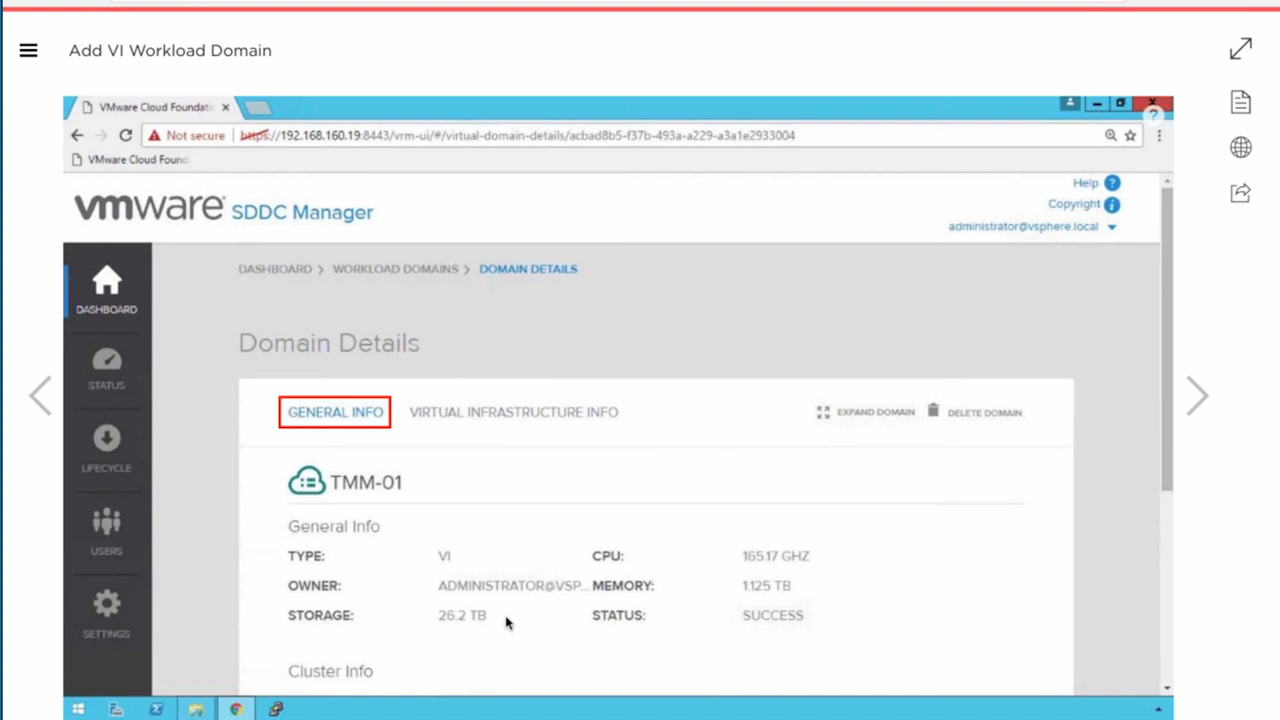 Add VI Workload Domain
VMware Cloud Foundati
Not secure | https://192.168.160.19:8443/vrm-ui/#/virtual-domain-details/acbad8b5-f37b-493a-a229-a3a1e2933004
VMware Cloud Found
Help ?
vmware SDDC Manager
Copyright i
administrator@vsphere.local
DASHBOARD > WORKLOAD DOMAINS > DOMAIN DETAILS
DASHBOARD
Domain Details
STATUS
GENERAL INFO VIRTUAL INFRASTRUCTURE INFO EXPAND DOMAIN DELETE DOMAIN
LIFECYCLE
TMM-01
General Info
USERS
TYPE: VI CPU: 165.17 GHZ
OWNER: ADMINISTRATOR@VSP... MEMORY: 1.125 TB
STORAGE: 26.2 TB STATUS: SUCCESS
SETTINGS
Cluster Info